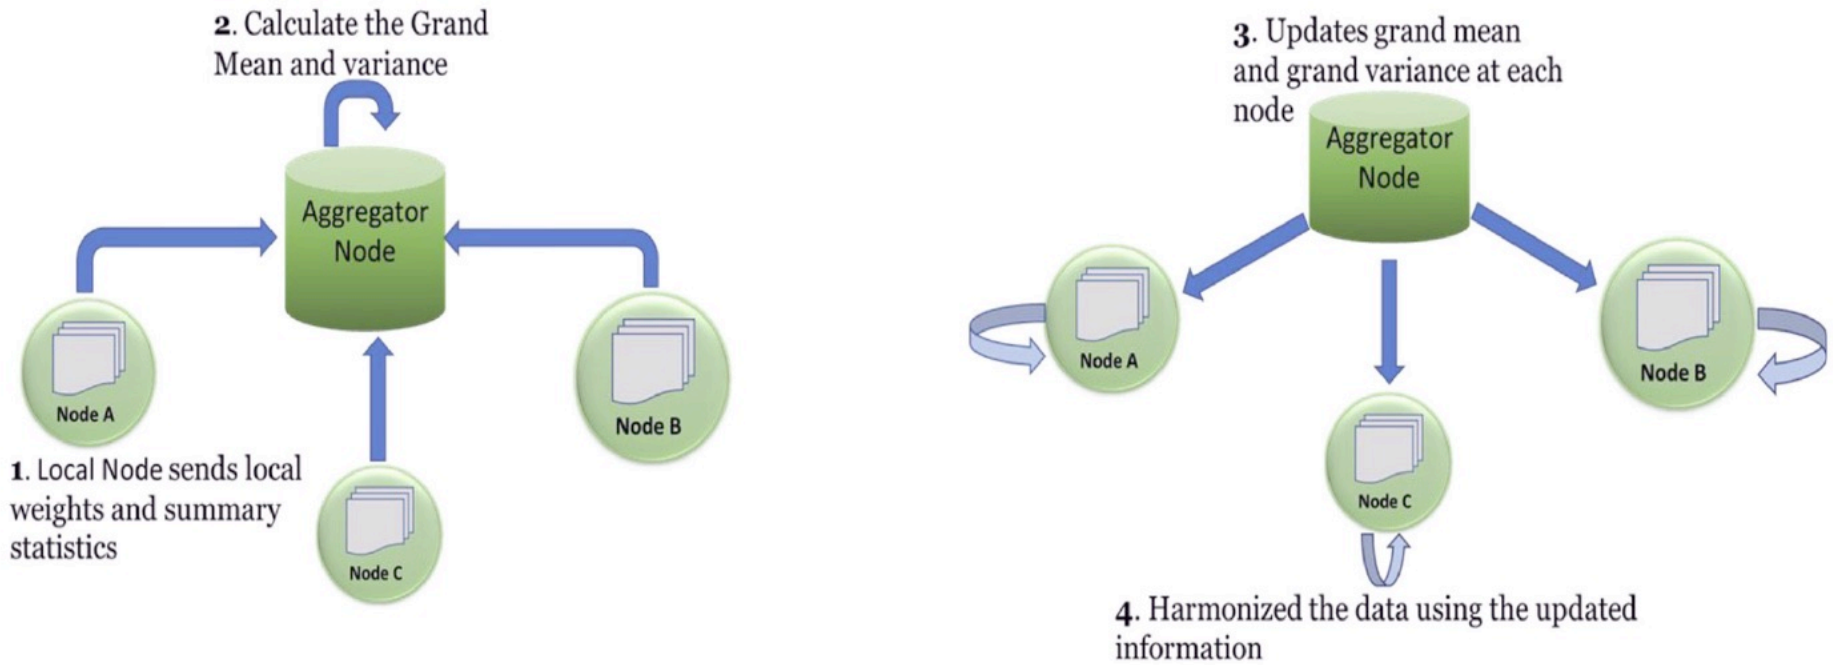 2. Calculate the Grand
Mean and variance
Aggregator
Node
Node A
Node B
1. Local Node sends local
weights and summary
statistics
Node C
3. Updates grand mean
and grand variance at each
node
Aggregator
Node
Node A
Node B
Node C
4. Harmonized the data using the updated
information